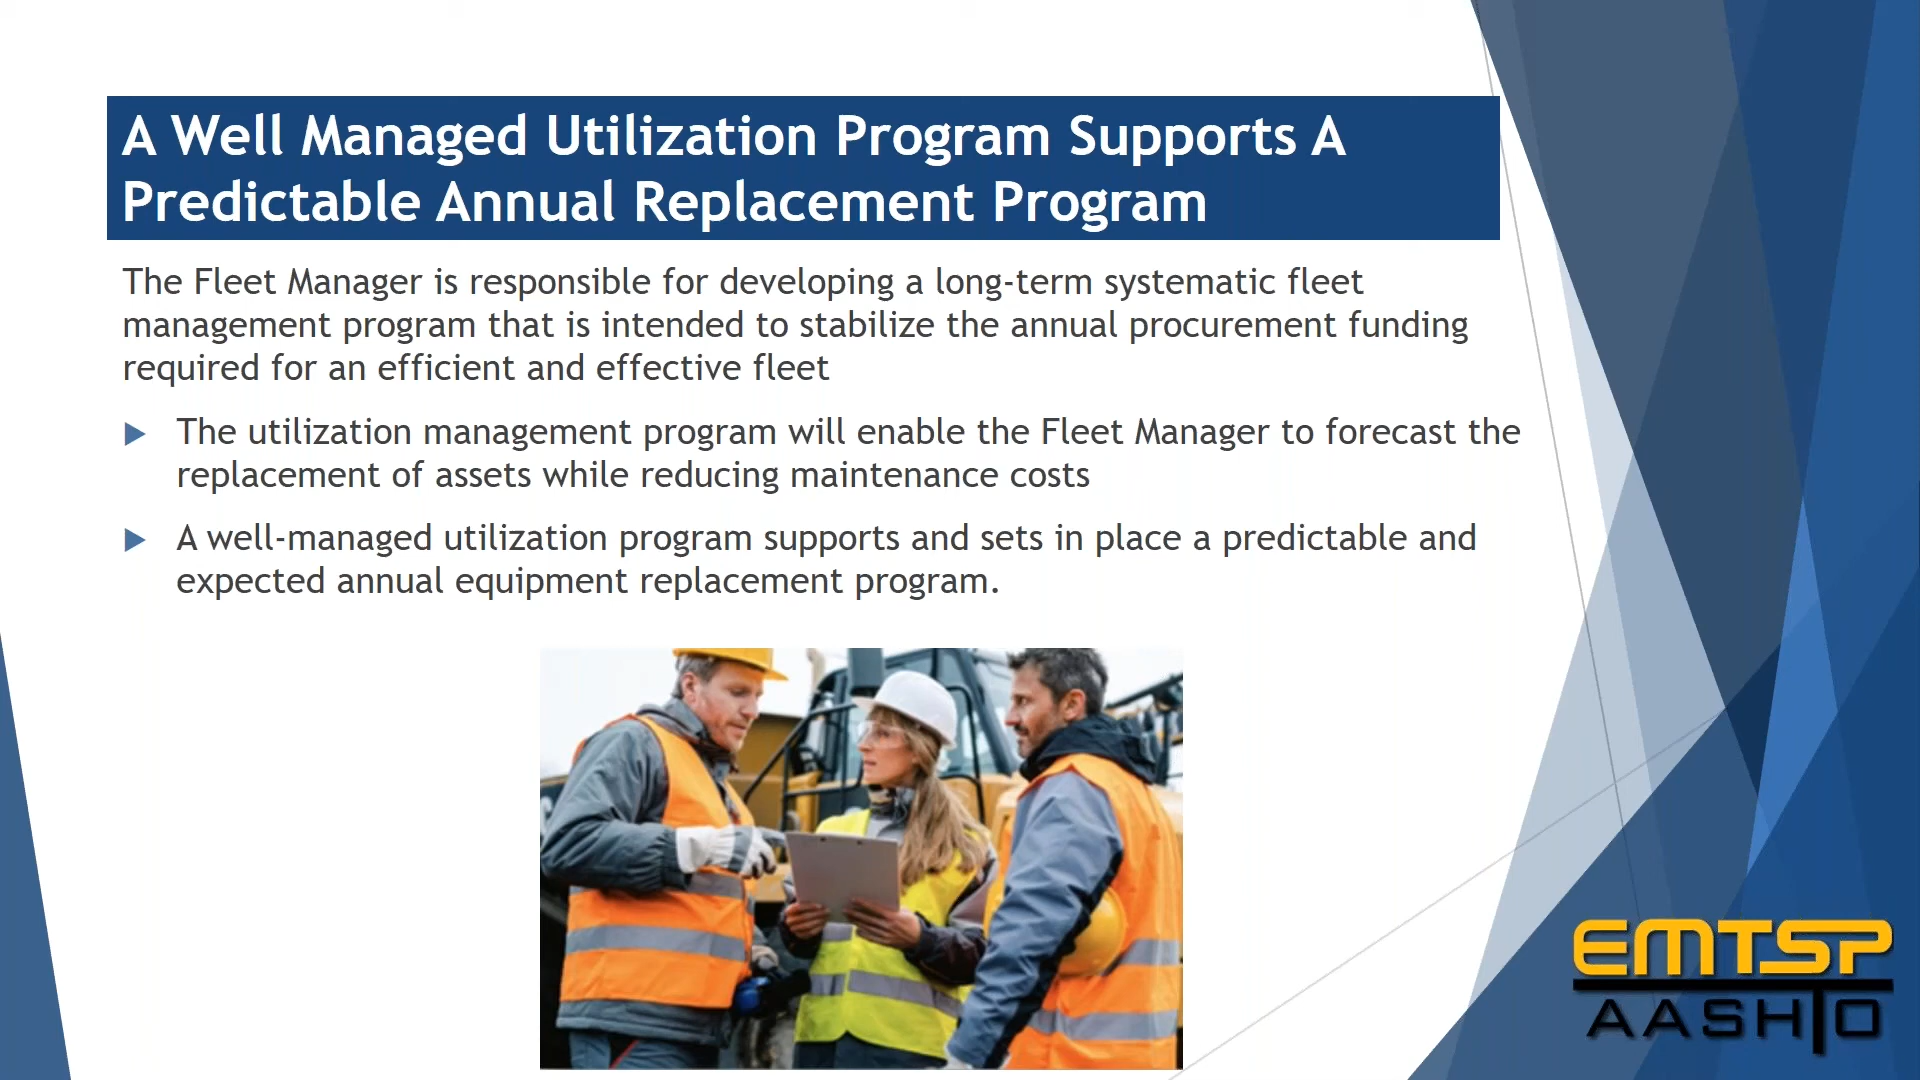 A Well Managed Utilization Program Supports A
Predictable Annual Replacement Program
The Fleet Manager is responsible for developing a long-term systematic fleet
management program that is intended to stabilize the annual procurement funding
required for an efficient and effective fleet
The utilization management program will enable the Fleet Manager to forecast the
replacement of assets while reducing maintenance costs
A well-managed utilization program supports and sets in place a predictable and
expected annual equipment replacement program.
EMTSP
AASHTO